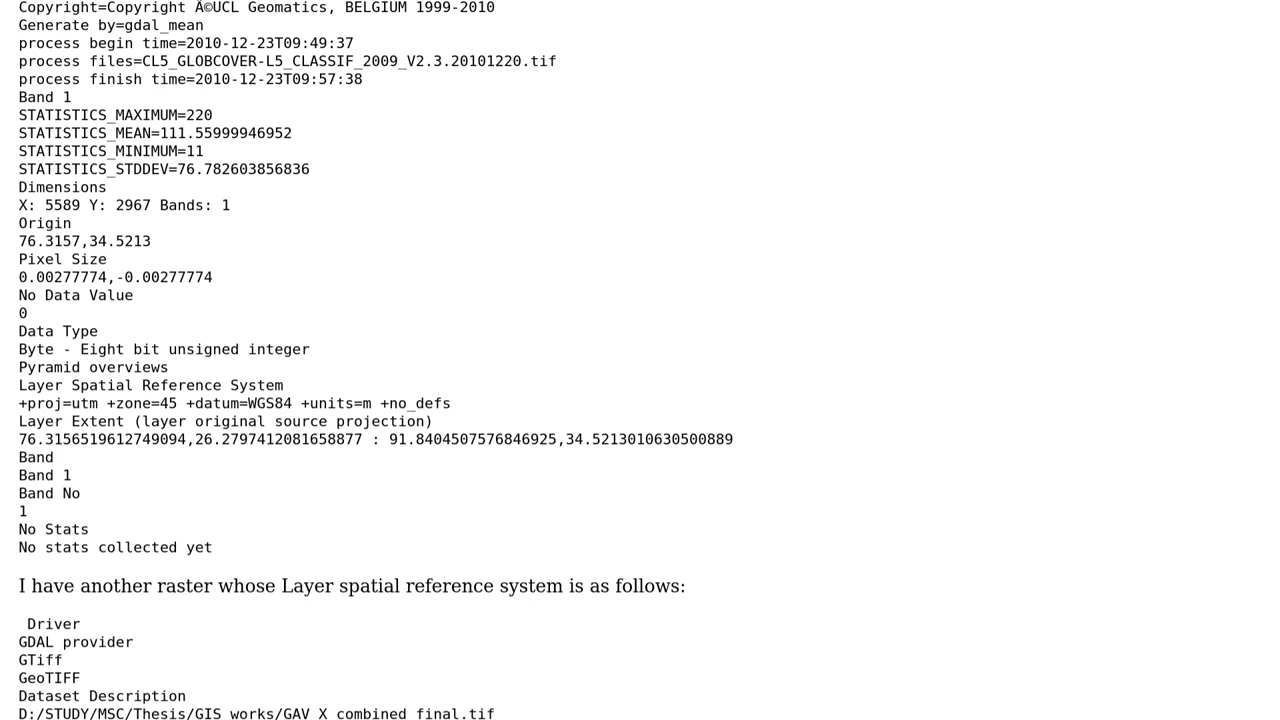 Copyright=Copyright Â©UCL Geomatics, BELGIUM 1999-2010
Generate by=gdal_mean
process begin time=2010-12-23T09:49:37
process files=CL5_GLOBCOVER-L5_CLASSIF_2009_V2.3.20101220.tif
process finish time=2010-12-23T09:57:38
Band 1
STATISTICS_MAXIMUM=220
STATISTICS_MEAN=111.55999946952
STATISTICS_MINIMUM=11
STATISTICS_STDDEV=76.782603856836
Dimensions
X: 5589 Y: 2967 Bands: 1
Origin
76.3157,34.5213
Pixel Size
0.00277774,-0.00277774
No Data Value
0
Data Type
Byte - Eight bit unsigned integer
Pyramid overviews
Layer Spatial Reference System
+proj=utm +zone=45 +datum=WGS84 +units=m +no_defs
Layer Extent (layer original source projection)
76.3156519612749094,26.2797412081658877 : 91.8404507576846925,34.5213010630500889
Band
Band 1
Band No
1
No Stats
No stats collected yet
I have another raster whose Layer spatial reference system is as follows:
Driver
GDAL provider
GTiff
GeoTIFF
Dataset Description
D:/STUDY/MSC/Thesis/GIS works/GAV X combined final.tif